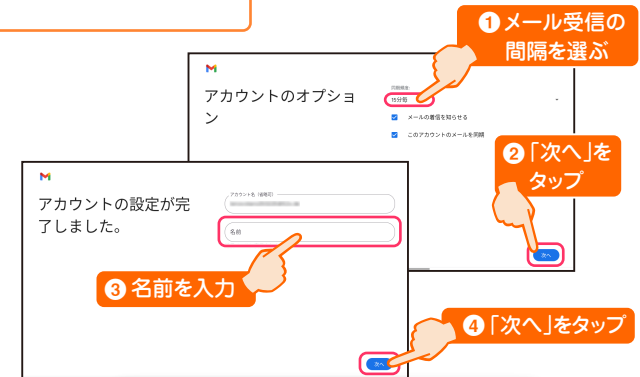 ❶メール受信の
間隔を選ぶ
アカウントのオプショ
ン
同期頻度
15分毎
メールの着信を知らせる
このアカウントのメールを同期
❷「次へ」を
タップ
次へ
アカウントの設定が完
了しました。
アカウント名（省略可）
名前
❸名前を入力
❹「次へ」をタップ
次へ